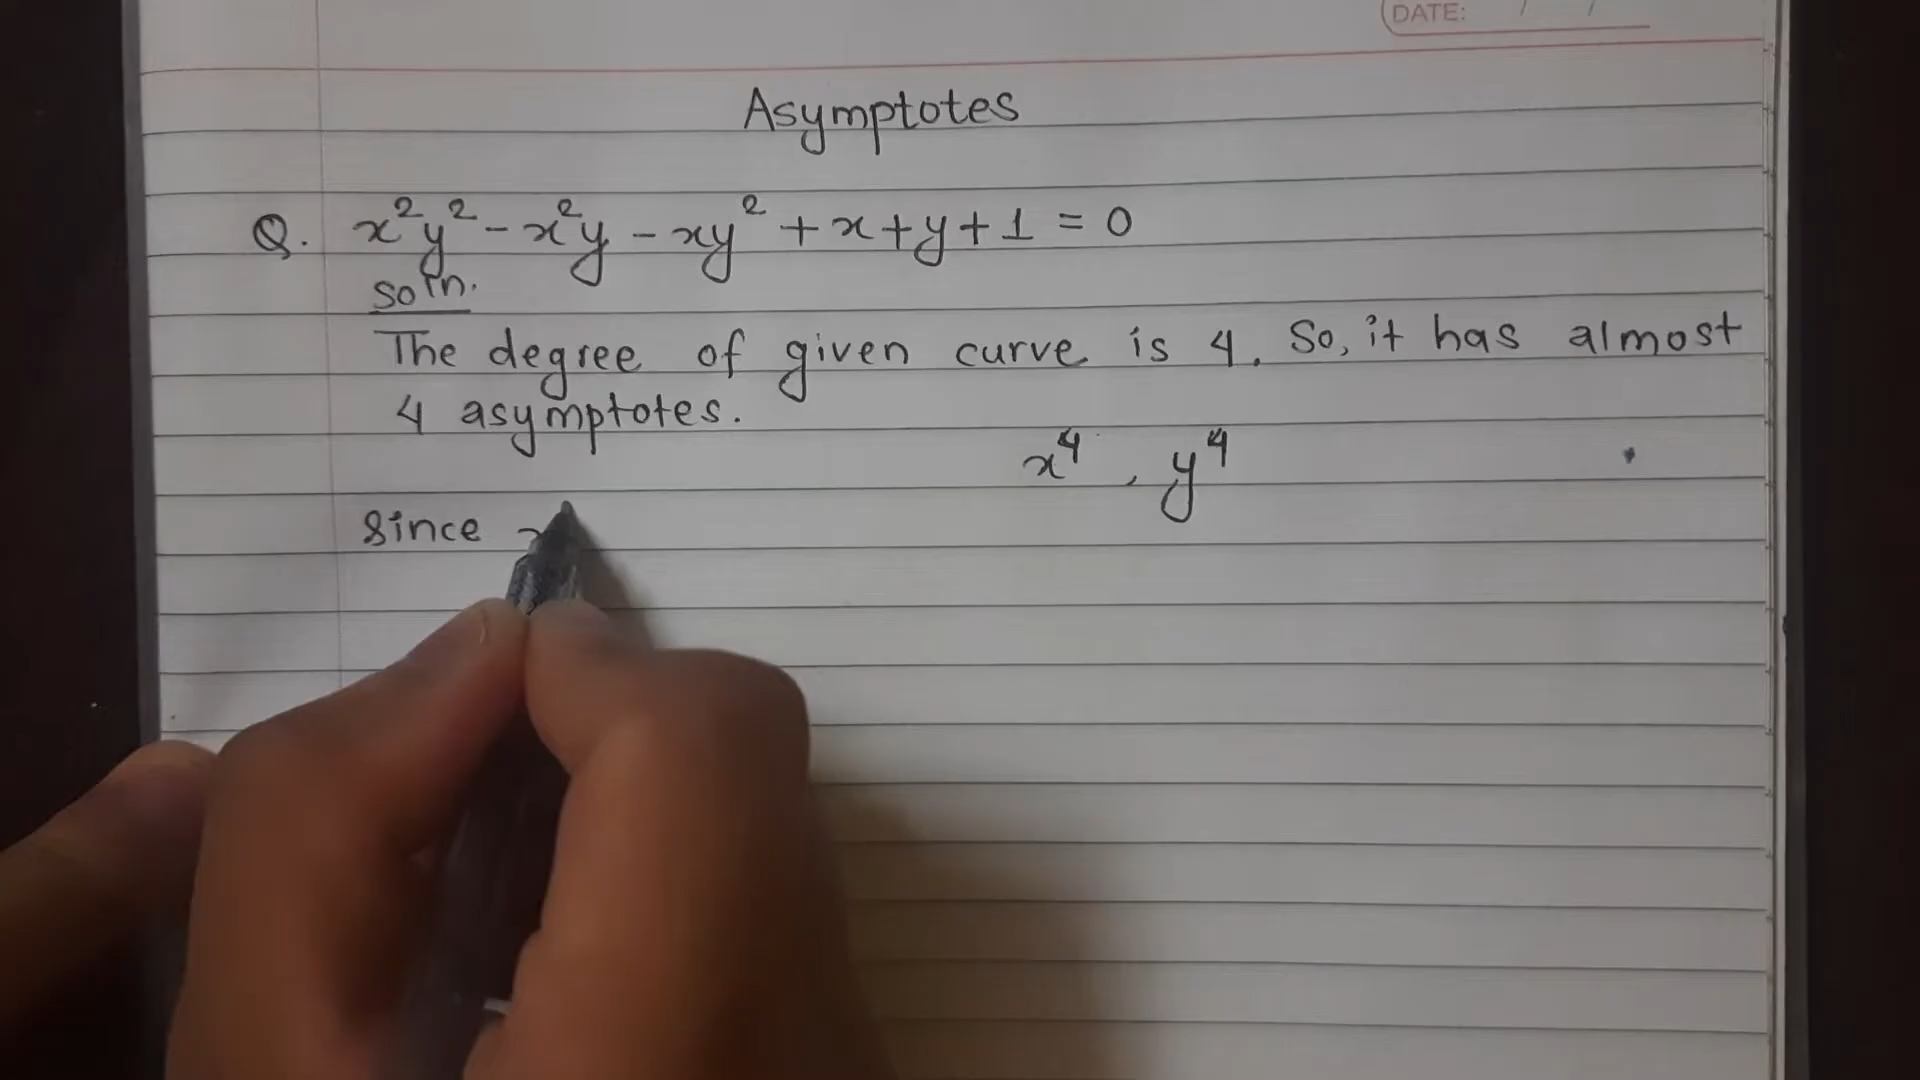 DATE: / /
Asymptotes
Q. x²y² - x²y - xy² + x + y + 1 = 0
soln.
The degree of given curve is 4. So, it has almost
4 asymptotes.
x⁴, y⁴
since